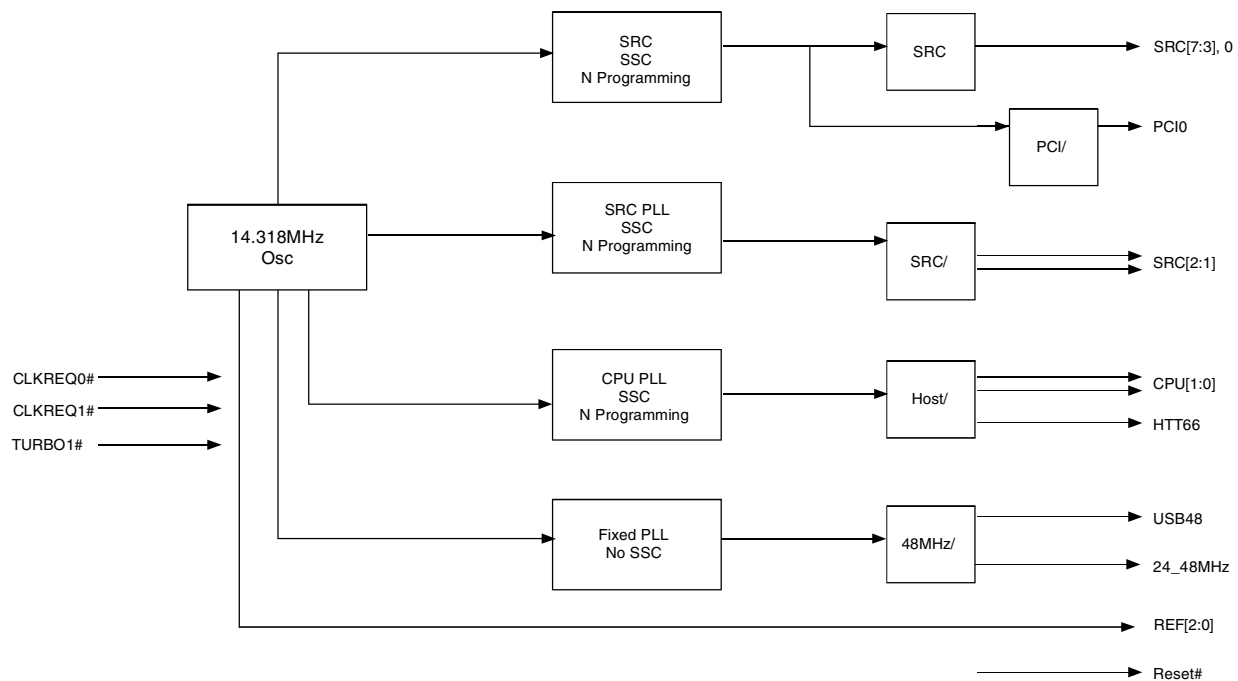 SRC
SSC
N Programming
SRC
SRC[7:3], 0
PCI/
PCI0
14.318MHz
Osc
SRC PLL
SSC
N Programming
SRC/
SRC[2:1]
CLKREQ0#
CLKREQ1#
TURBO1#
CPU PLL
SSC
N Programming
Host/
CPU[1:0]
HTT66
Fixed PLL
No SSC
48MHz/
USB48
24_48MHz
REF[2:0]
Reset#